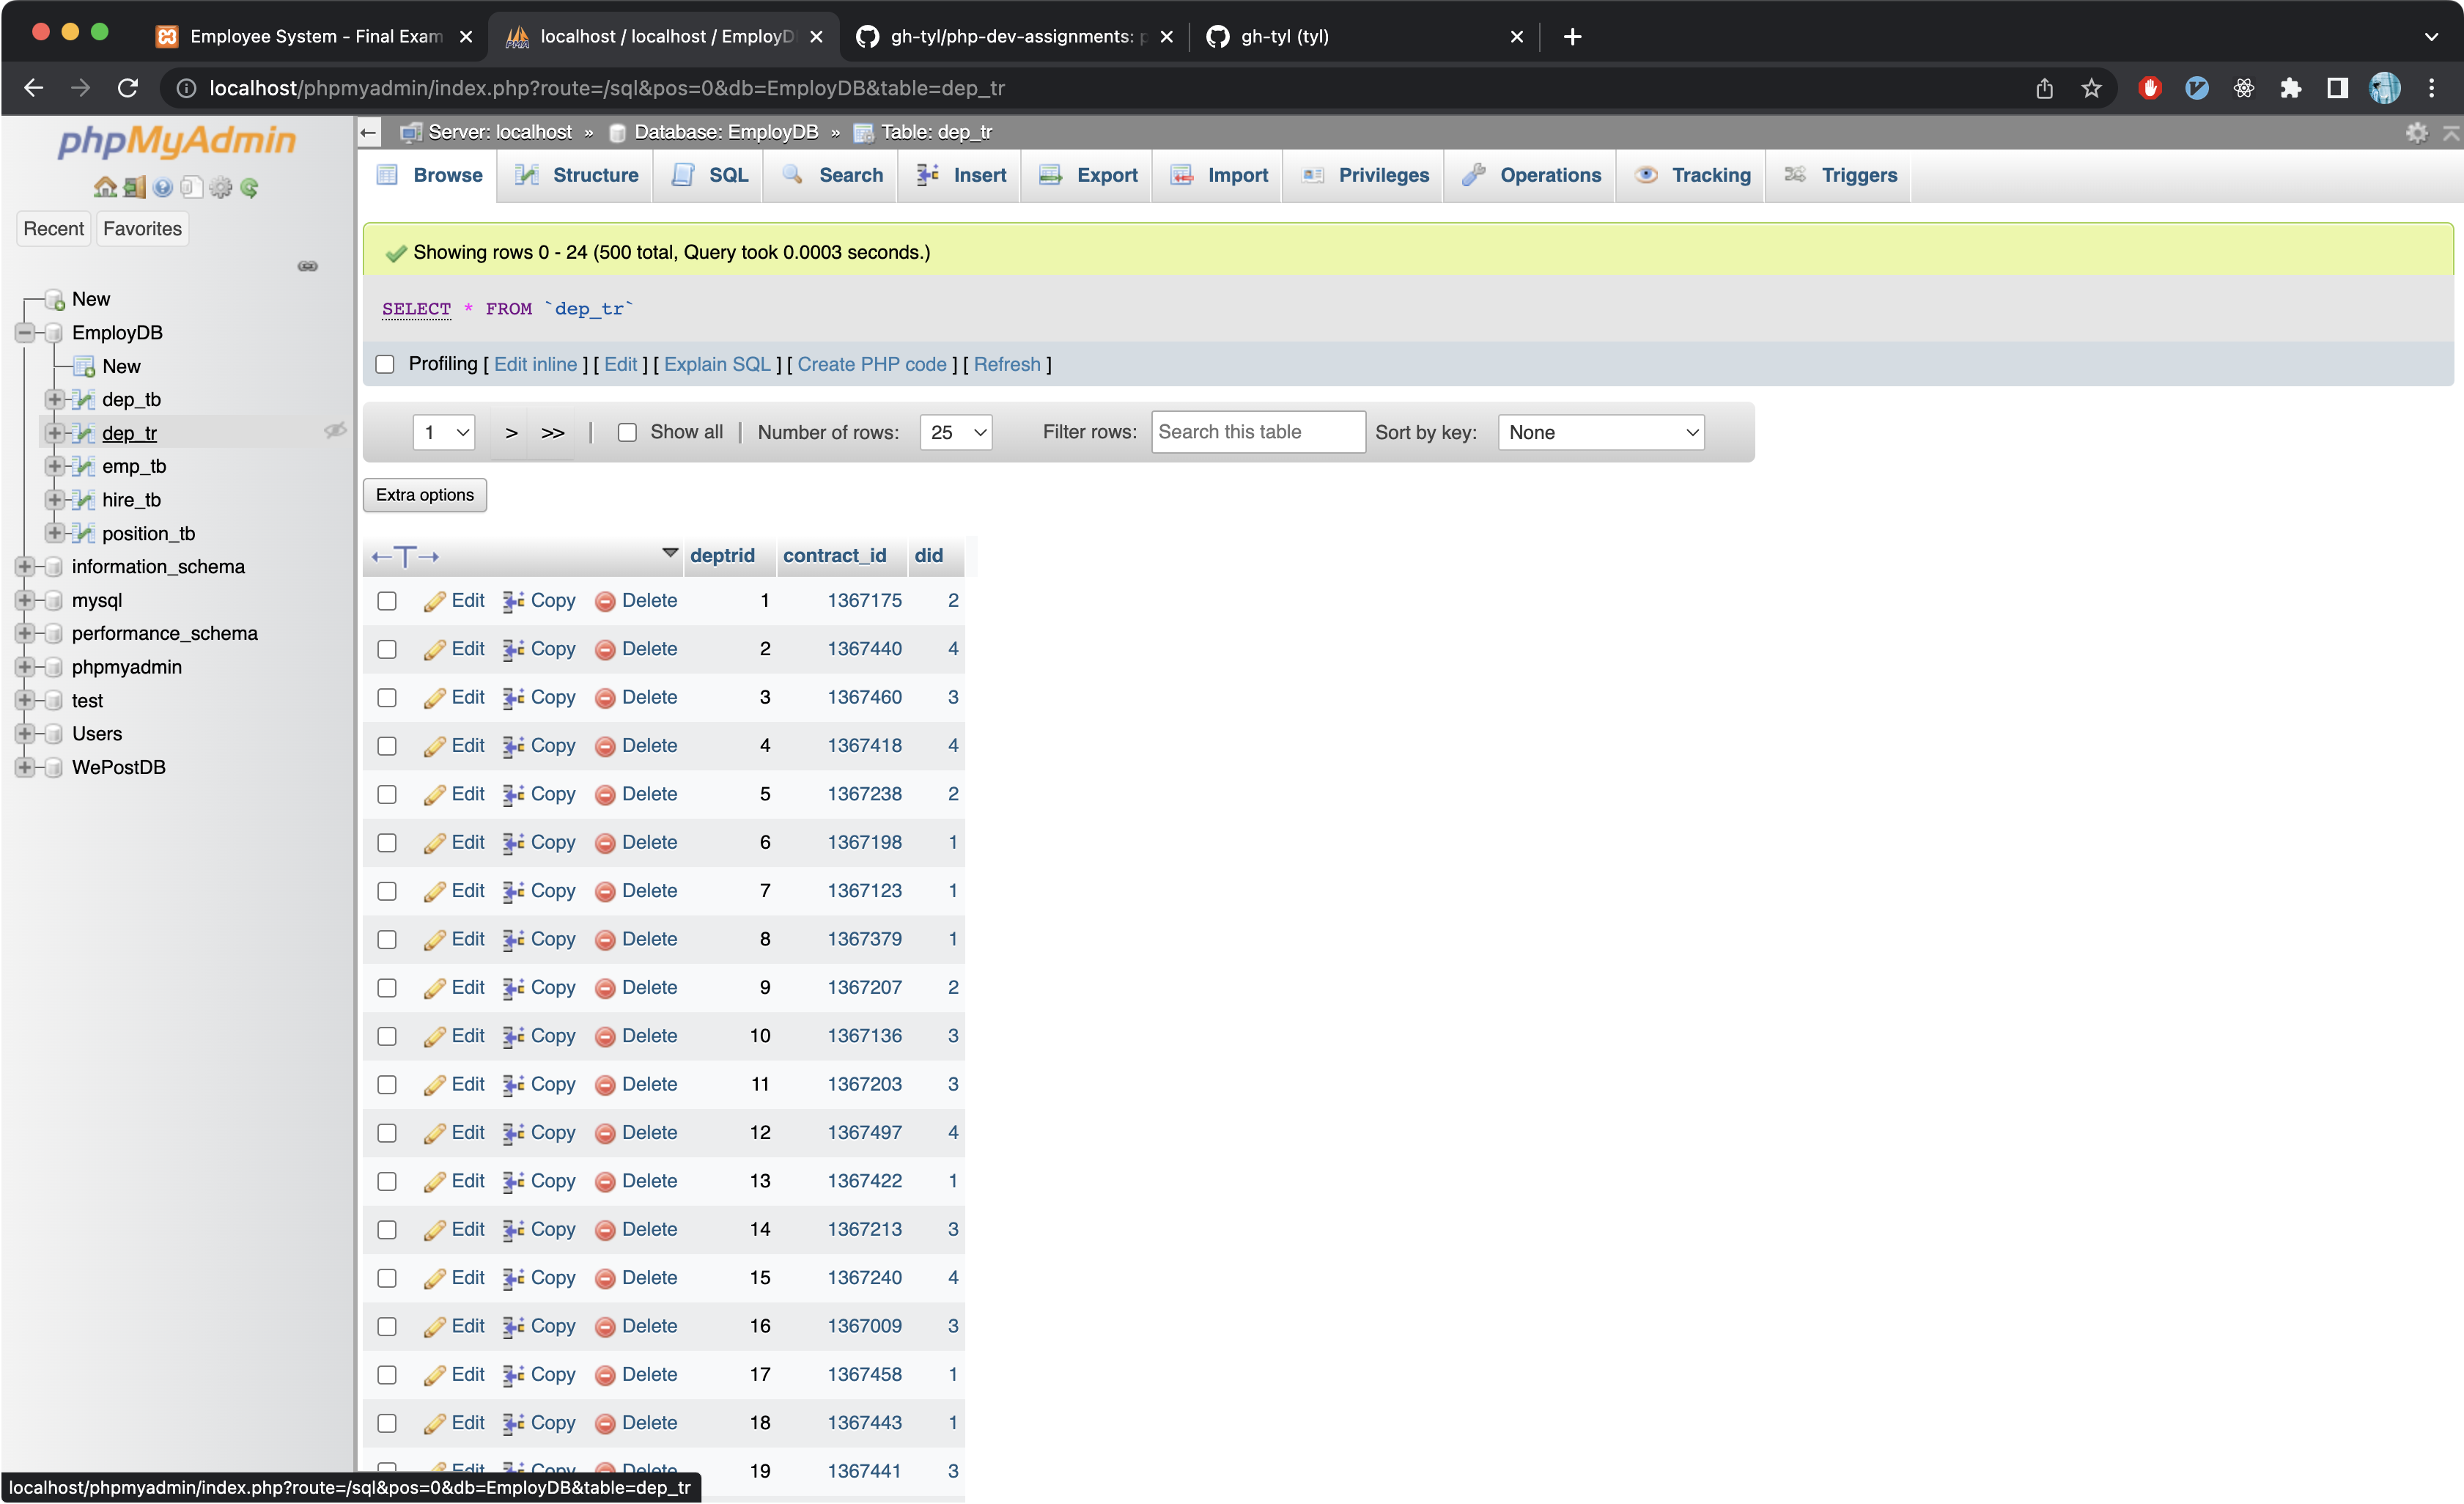 Employee System - Final Exam
localhost / localhost / EmployD
gh-tyl/php-dev-assignments: p
gh-tyl (tyl)
localhost/phpmyadmin/index.php?route=/sql&pos=0&db=EmployDB&table=dep_tr
phpMyAdmin
Recent Favorites
New
EmployDB
New
dep_tb
dep_tr
emp_tb
hire_tb
position_tb
information_schema
mysql
performance_schema
phpmyadmin
test
Users
WePostDB
Server: localhost » Database: EmployDB » Table: dep_tr
Browse Structure SQL Search Insert Export Import Privileges Operations Tracking Triggers
Showing rows 0 - 24 (500 total, Query took 0.0003 seconds.)
SELECT * FROM `dep_tr`
Profiling [ Edit inline ] [ Edit ] [ Explain SQL ] [ Create PHP code ] [ Refresh ]
1 > >> | Show all | Number of rows: 25 Filter rows: Search this table Sort by key: None
Extra options
←T→ deptrid contract_id did
Edit Copy Delete 1 1367175 2
Edit Copy Delete 2 1367440 4
Edit Copy Delete 3 1367460 3
Edit Copy Delete 4 1367418 4
Edit Copy Delete 5 1367238 2
Edit Copy Delete 6 1367198 1
Edit Copy Delete 7 1367123 1
Edit Copy Delete 8 1367379 1
Edit Copy Delete 9 1367207 2
Edit Copy Delete 10 1367136 3
Edit Copy Delete 11 1367203 3
Edit Copy Delete 12 1367497 4
Edit Copy Delete 13 1367422 1
Edit Copy Delete 14 1367213 3
Edit Copy Delete 15 1367240 4
Edit Copy Delete 16 1367009 3
Edit Copy Delete 17 1367458 1
Edit Copy Delete 18 1367443 1
Edit Copy Delete 19 1367441 3
localhost/phpmyadmin/index.php?route=/sql&pos=0&db=EmployDB&table=dep_tr